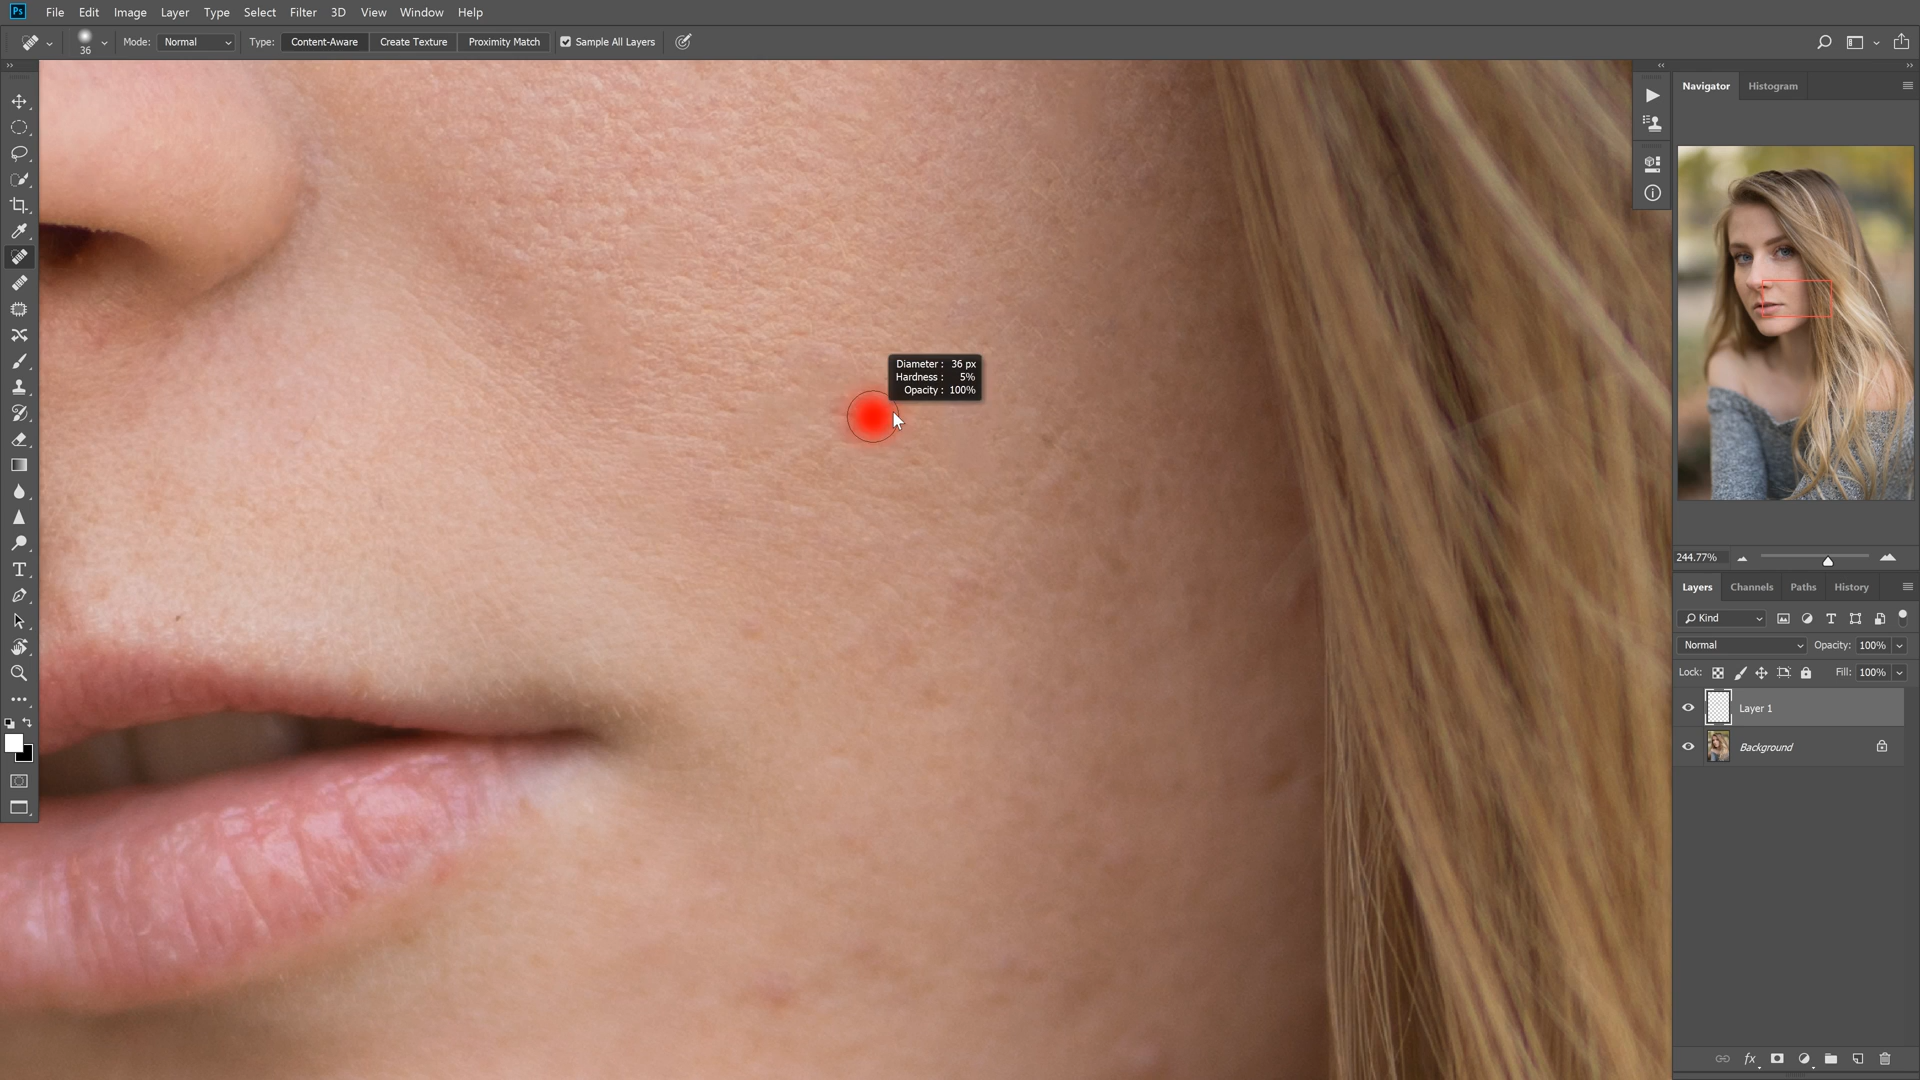 Ps File Edit Image Layer Type Select Filter 3D View Window Help
36 Mode: Normal Type: Content-Aware Create Texture Proximity Match Sample All Layers
Navigator Histogram
Diameter : 36 px
Hardness : 5%
Opacity : 100%
244.77%
Layers Channels Paths History
Kind
Normal Opacity: 100%
Lock: Fill: 100%
Layer 1
Background
fx